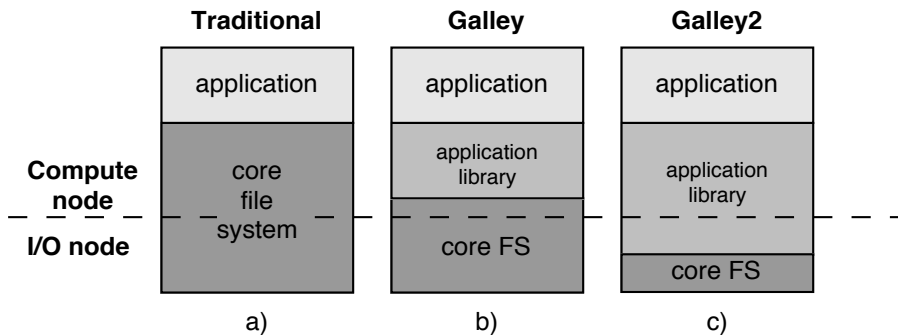 Traditional
Galley
Galley2
application
application
application
Compute
node
I/O node
core
file
system
application
library
core FS
application
library
core FS
a)
b)
c)